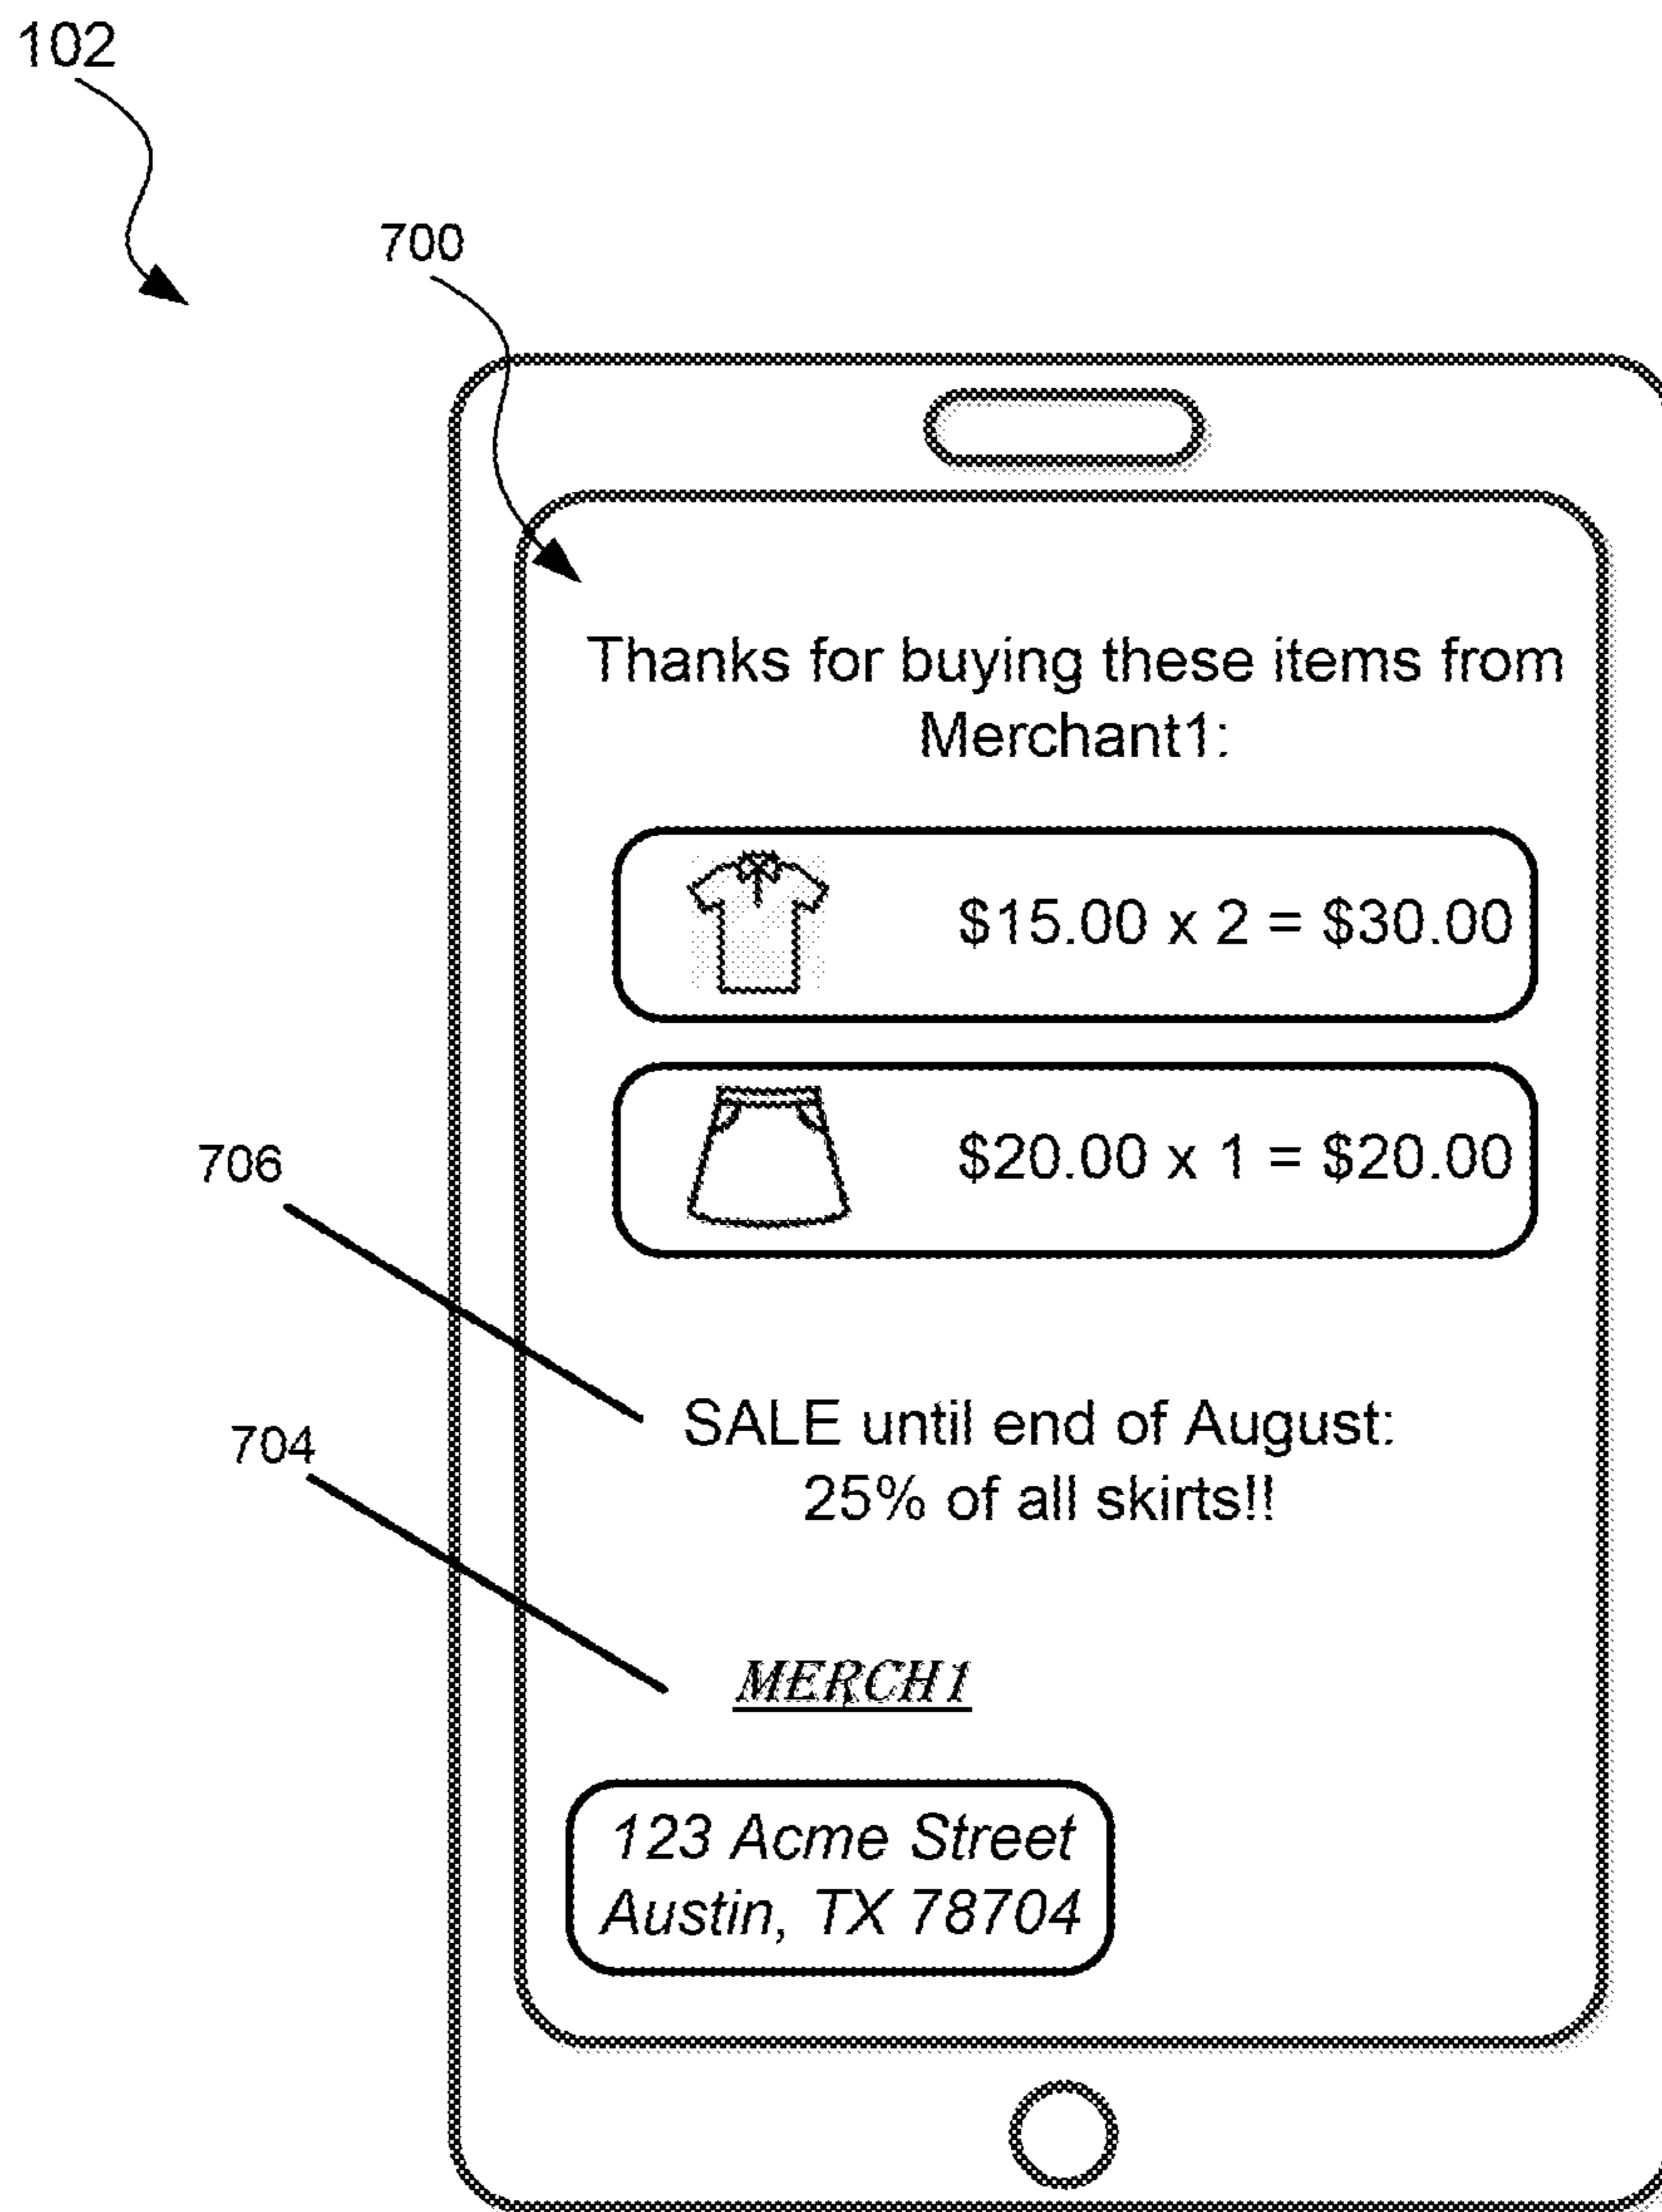 102
700
Thanks for buying these items from
Merchant1:
$15.00 x 2 = $30.00
$20.00 x 1 = $20.00
706
SALE until end of August:
25% of all skirts!!
704
MERCH1
123 Acme Street
Austin, TX 78704